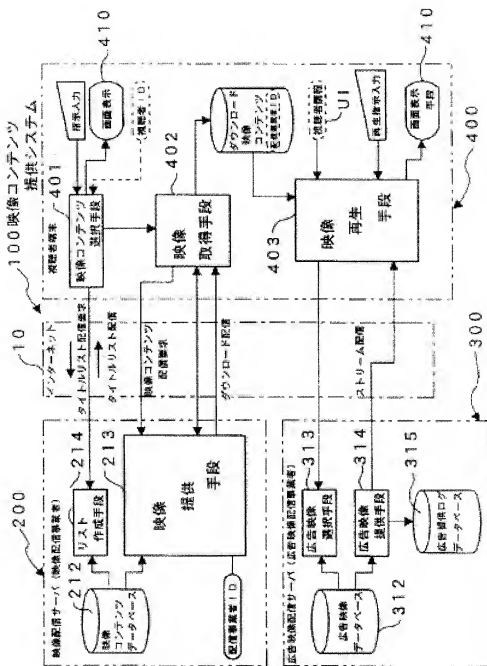 100映像コンテンツ
提供システム
視聴者端末
401
映像コンテンツ
選択手段
指示入力
画面表示
410
視聴者ID
402
映像
取得手段
ダウンロード
映像
コンテンツ
配信事業者ID
視聴者情報
UI
再生指示入力
画面表示
手段
410
403
映像
再生
手段
400
10
インターネット
タイトルリスト配信要求
タイトルリスト配信
映像コンテンツ
配信要求
ダウンロード配信
ストリーム配信
200
映像配信サーバ(映像配信事業者)
214
リスト
作成手段
212
映像
コンテンツ
データベース
213
映像
提供
手段
配信事業者ID
300
広告映像配信サーバ(広告映像配信事業者)
313
広告映像
選択手段
314
広告映像
提供手段
315
広告提供ログ
データベース
広告映像
データベース
312